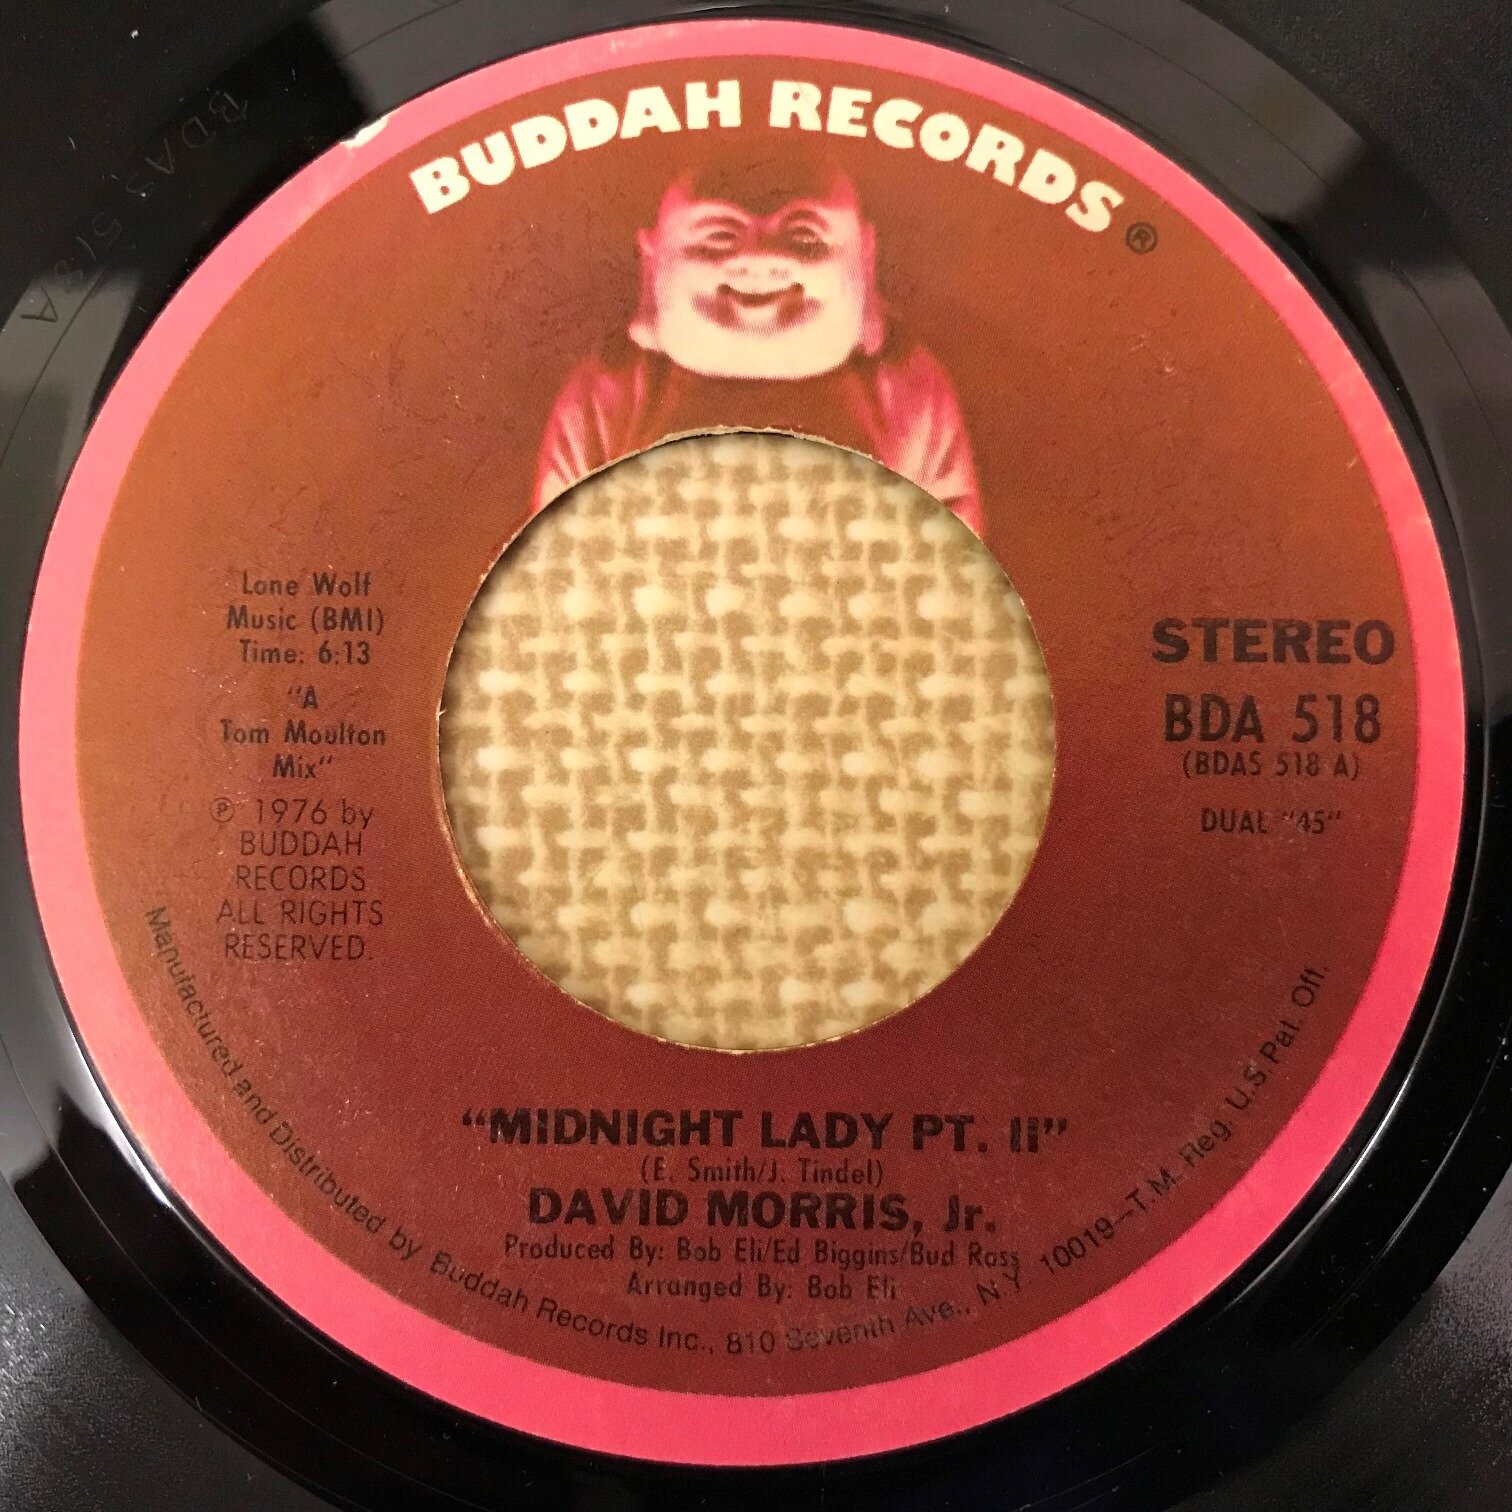 BUDDAH RECORDS ®
Lone Wolf
Music (BMI)
Time: 6:13
"A
Tom Moulton
Mix"
℗ 1976 by
BUDDAH
RECORDS
ALL RIGHTS
RESERVED.
STEREO
BDA 518
(BDAS 518 A)
DUAL "45"
"MIDNIGHT LADY PT. II"
(E. Smith/J. Tindel)
DAVID MORRIS, Jr.
Produced By: Bob Eli/Ed Biggins/Bud Ross
Arranged By: Bob Eli
Manufactured and Distributed by Buddah Records Inc., 810 Seventh Ave., N.Y. 10019—T.M. Reg. U.S. Pat. Off.
BDAS 518A